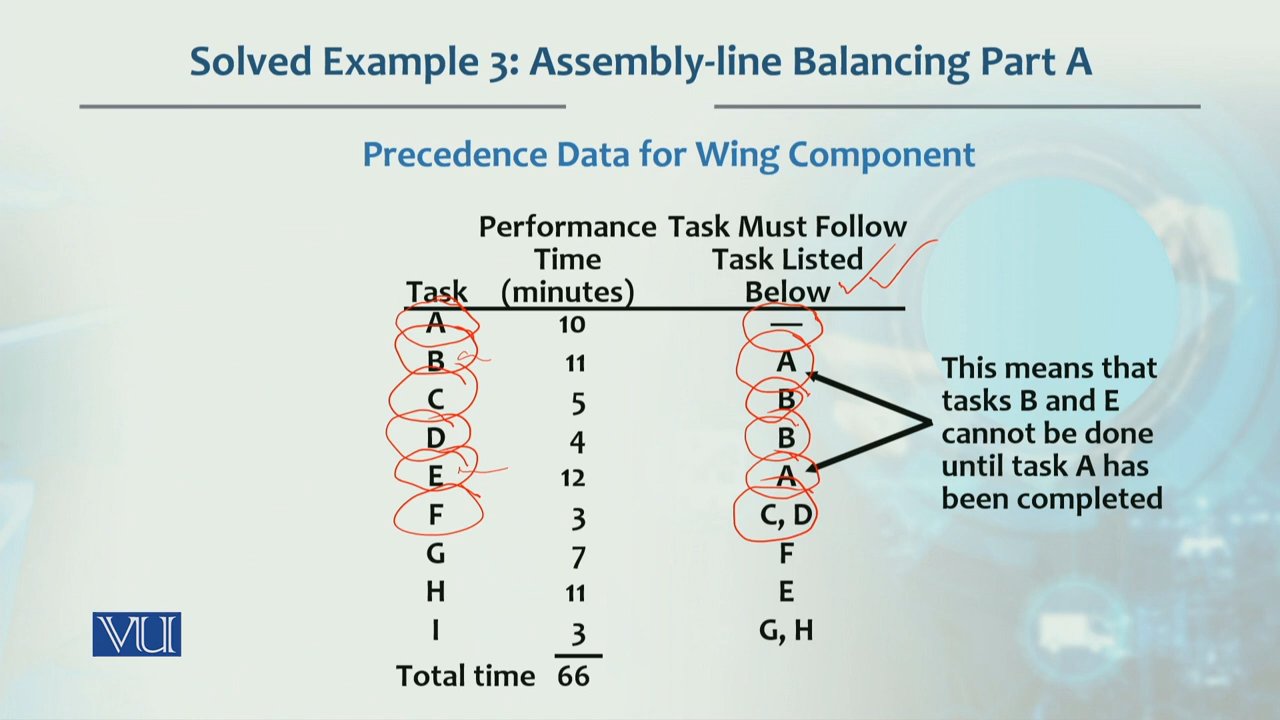 Solved Example 3: Assembly-line Balancing Part A
Precedence Data for Wing Component
Performance Task Must Follow
Time Task Listed
Task (minutes) Below
A 10 —
B 11 A
C 5 B
D 4 B
E 12 A
F 3 C, D
G 7 F
H 11 E
I 3 G, H
Total time 66
This means that
tasks B and E
cannot be done
until task A has
been completed
VU